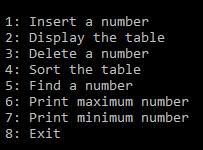 1: Insert a number
2: Display the table
3: Delete a number
4: Sort the table
5: Find a number
6: Print maximum number
7: Print minimum number
8: Exit